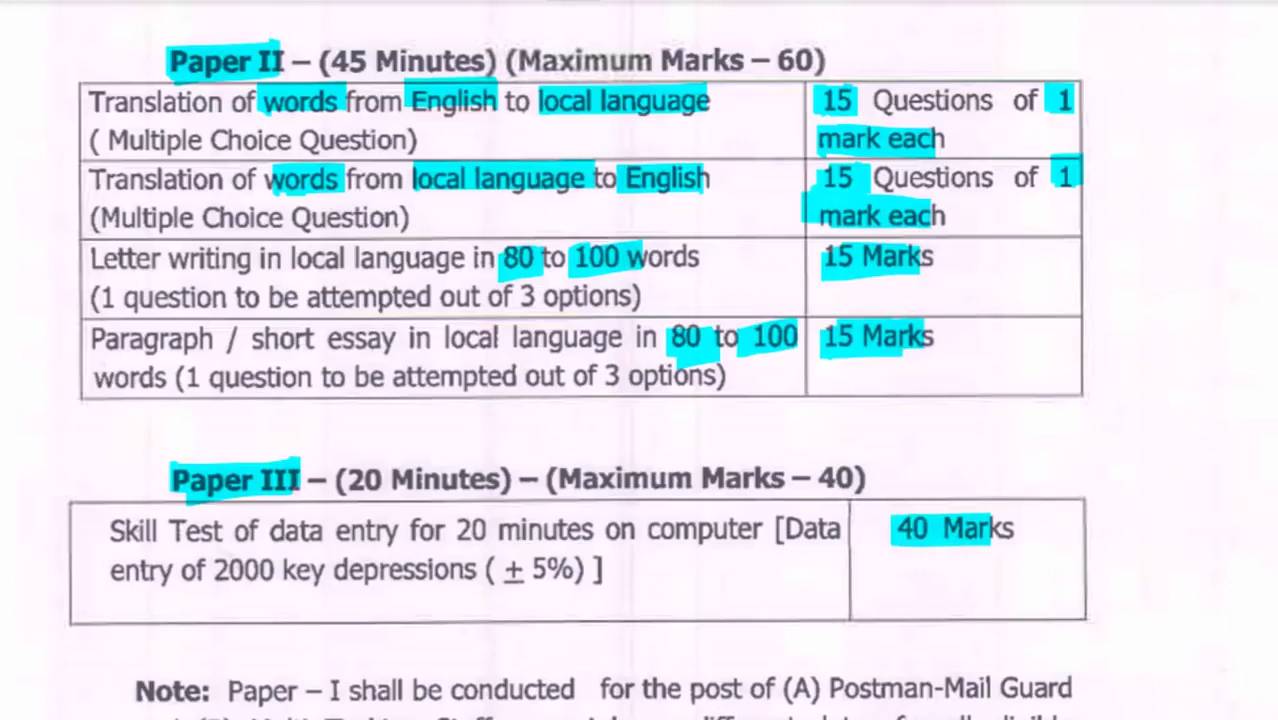 Paper II – (45 Minutes) (Maximum Marks – 60)
Translation of words from English to local language
( Multiple Choice Question)
15 Questions of 1
mark each
Translation of words from local language to English
(Multiple Choice Question)
15 Questions of 1
mark each
Letter writing in local language in 80 to 100 words
(1 question to be attempted out of 3 options)
15 Marks
Paragraph / short essay in local language in 80 to 100
words (1 question to be attempted out of 3 options)
15 Marks
Paper III – (20 Minutes) – (Maximum Marks – 40)
Skill Test of data entry for 20 minutes on computer [Data
entry of 2000 key depressions ( ± 5%) ]
40 Marks
Note: Paper – I shall be conducted for the post of (A) Postman-Mail Guard